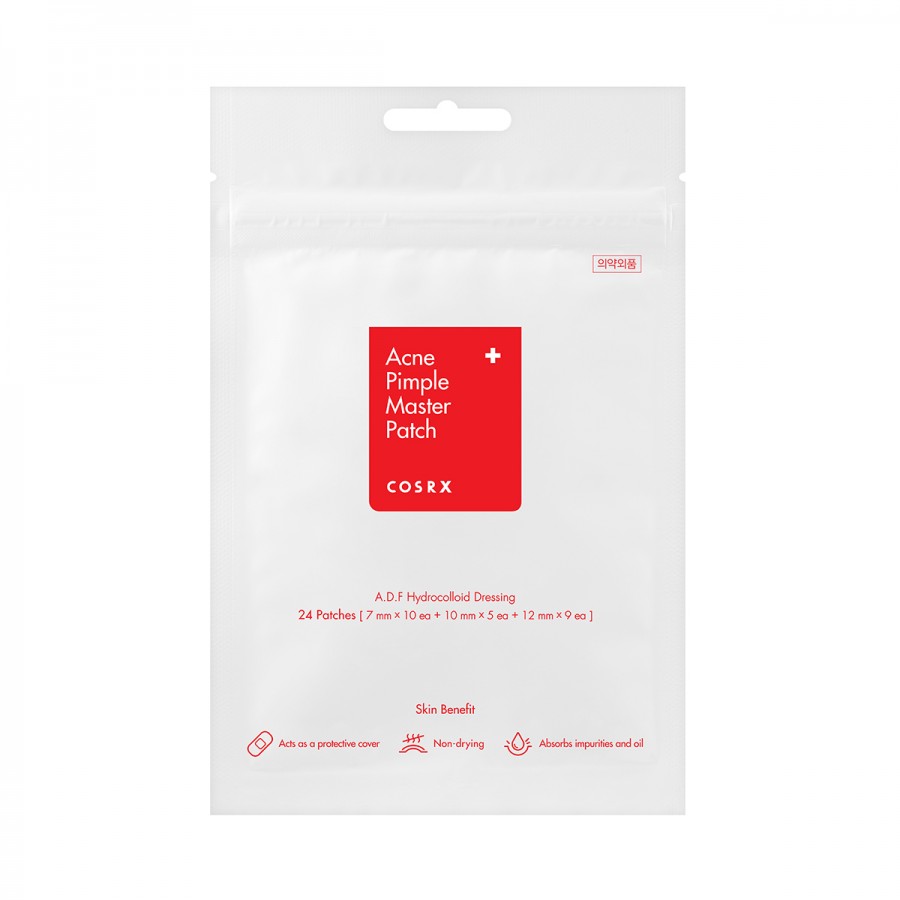 의약외품
Acne
Pimple
Master
Patch
COSRX
A.D.F Hydrocolloid Dressing
24 Patches [ 7 mm × 10 ea + 10 mm × 5 ea + 12 mm × 9 ea ]
Skin Benefit
Acts as a protective cover
Non-drying
Absorbs impurities and oil